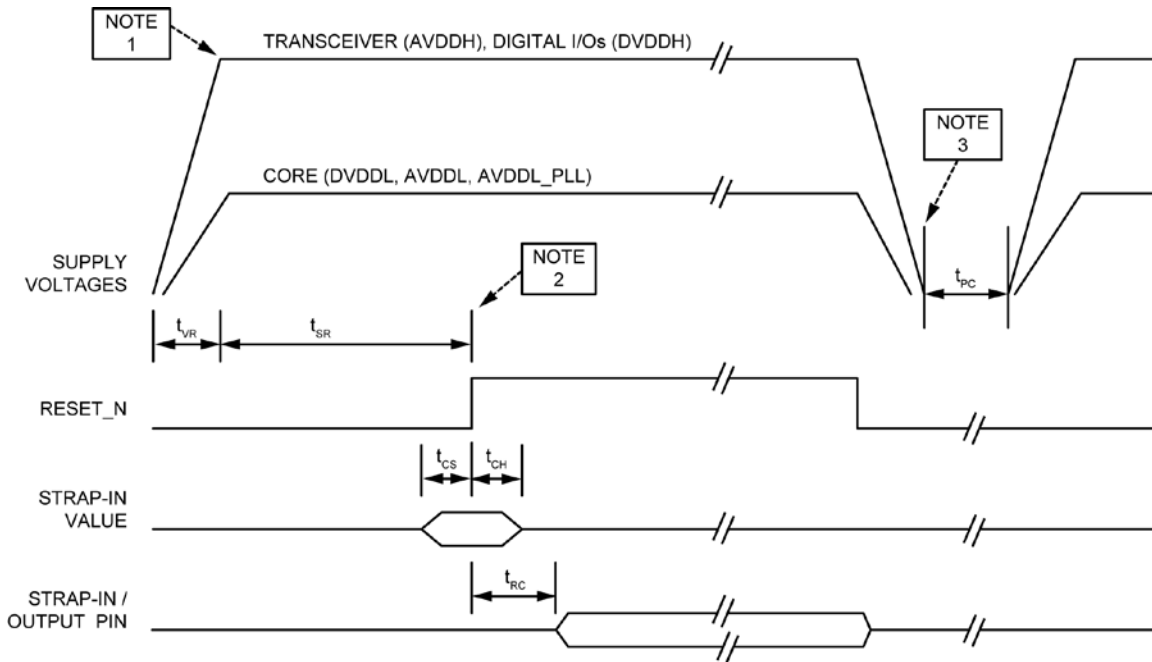 NOTE
1
TRANSCEIVER (AVDDH), DIGITAL I/Os (DVDDH)
NOTE
3
CORE (DVDDL, AVDDL, AVDDL_PLL)
NOTE
2
SUPPLY
VOLTAGES
tPC
tVR
tSR
RESET_N
tCS
tCH
STRAP-IN
VALUE
tRC
STRAP-IN /
OUTPUT PIN